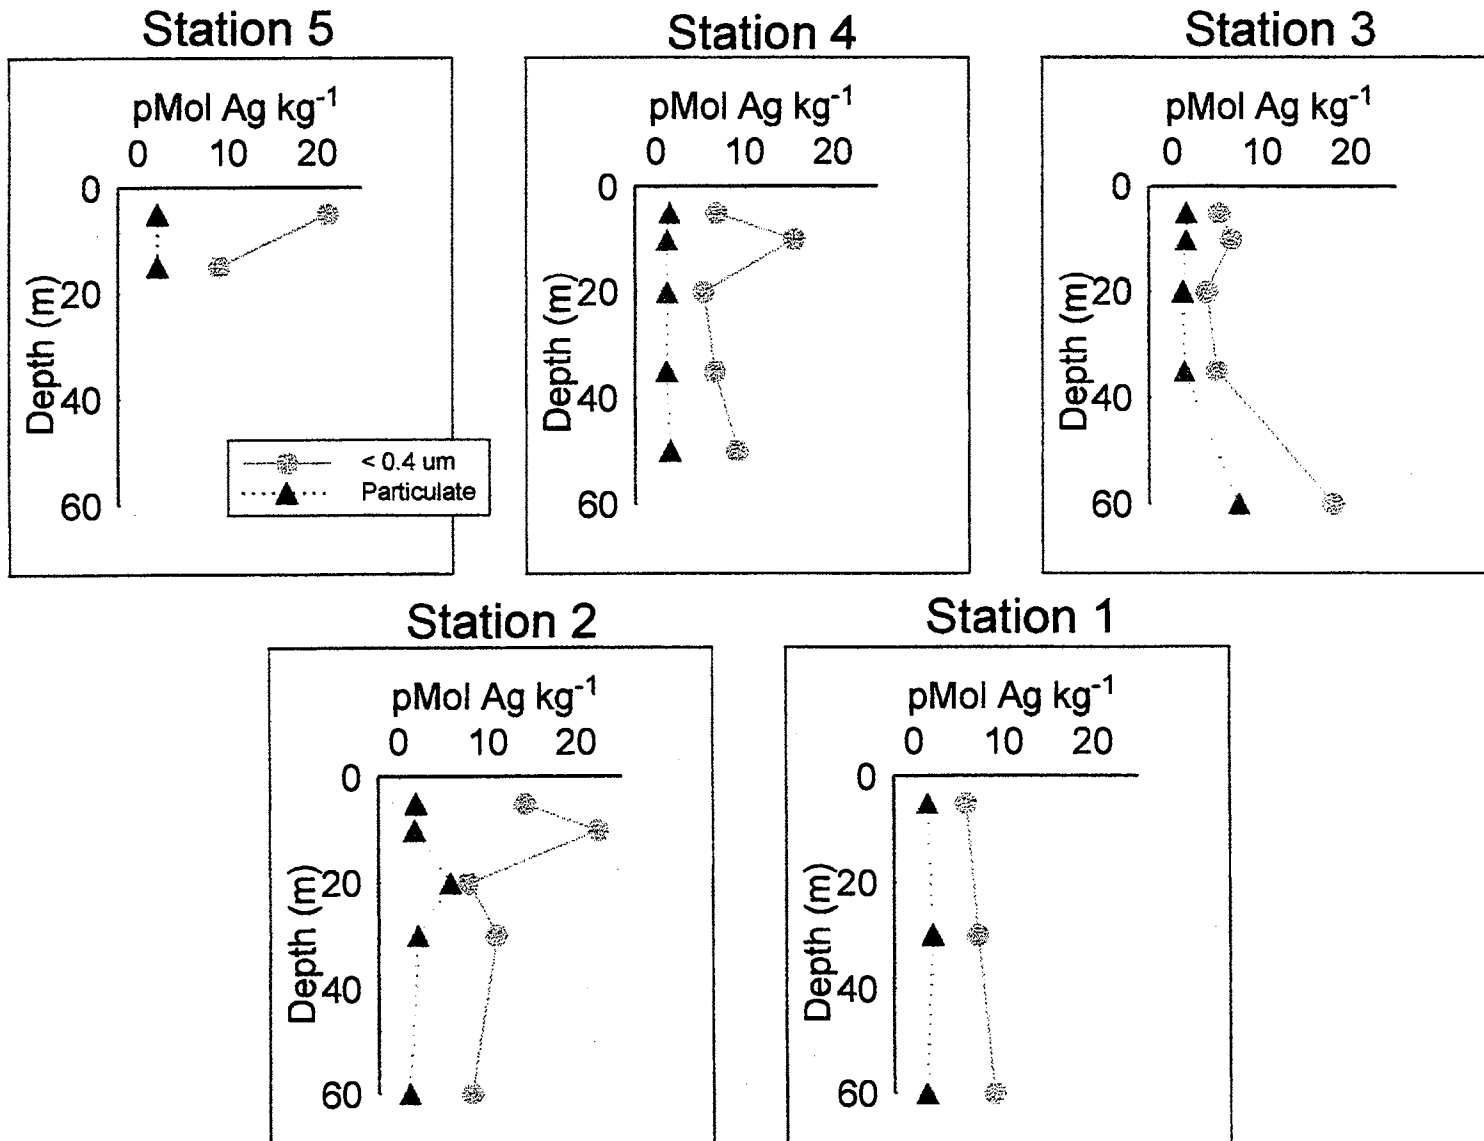 Station 5
pMol Ag kg-1
0 10 20
0
20
40
60
Depth (m)
< 0.4 um
Particulate
Station 4
pMol Ag kg-1
0 10 20
0
20
40
60
Depth (m)
Station 3
pMol Ag kg-1
0 10 20
0
20
40
60
Depth (m)
Station 2
pMol Ag kg-1
0 10 20
0
20
40
60
Depth (m)
Station 1
pMol Ag kg-1
0 10 20
0
20
40
60
Depth (m)